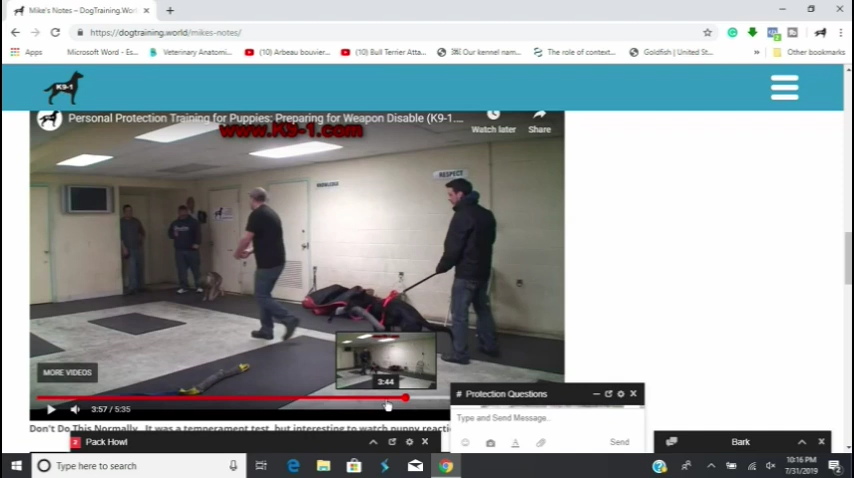 Mike's Notes – DogTraining.Wor
https://dogtraining.world/mikes-notes/
Apps
Microsoft Word - Es...
Veterinary Anatomi...
(10) Arbeau bouvier...
(10) Bull Terrier Atta...
Our kennel nam...
The role of context...
Goldfish | United St...
»
Other bookmarks
K9-1
Personal Protection Training for Puppies: Preparing for Weapon Disable (K9-1....
Watch later
Share
www.K9-1.com
RESPECT
MORE VIDEOS
3:44
3:57 / 5:35
# Protection Questions
Type and Send Message..
Send
Don't Do This Normally. It was a temperament test, but interesting to watch puppy reacti
2 Pack Howl
Bark
Type here to search
10:16 PM
7/31/2019
2